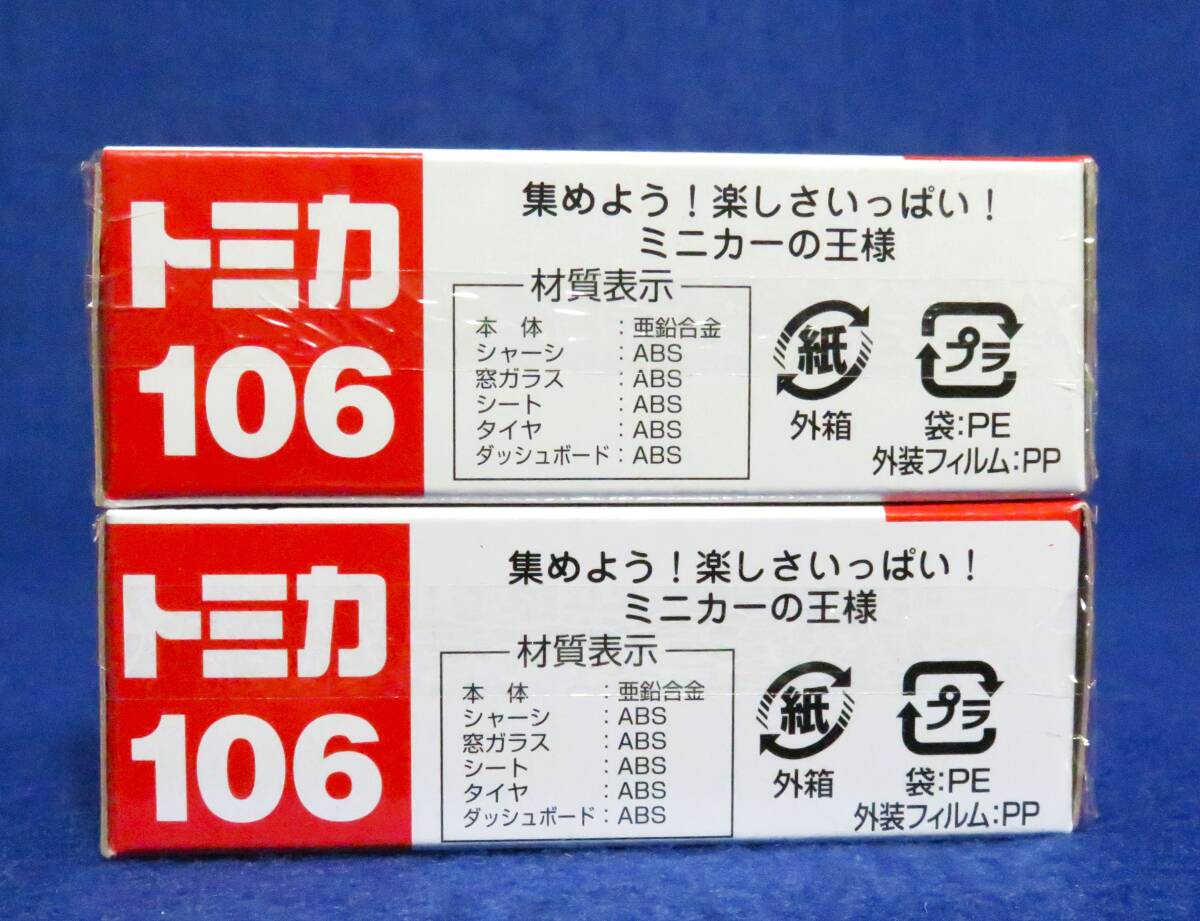 トミカ
106
集めよう！楽しさいっぱい！
ミニカーの王様
材質表示
本 体 ：亜鉛合金
シャーシ ：ABS
窓ガラス ：ABS
シート ：ABS
タイヤ ：ABS
ダッシュボード：ABS
紙
外箱
プラ
袋：PE
外装フィルム：PP
トミカ
106
集めよう！楽しさいっぱい！
ミニカーの王様
材質表示
本 体 ：亜鉛合金
シャーシ ：ABS
窓ガラス ：ABS
シート ：ABS
タイヤ ：ABS
ダッシュボード：ABS
紙
外箱
プラ
袋：PE
外装フィルム：PP